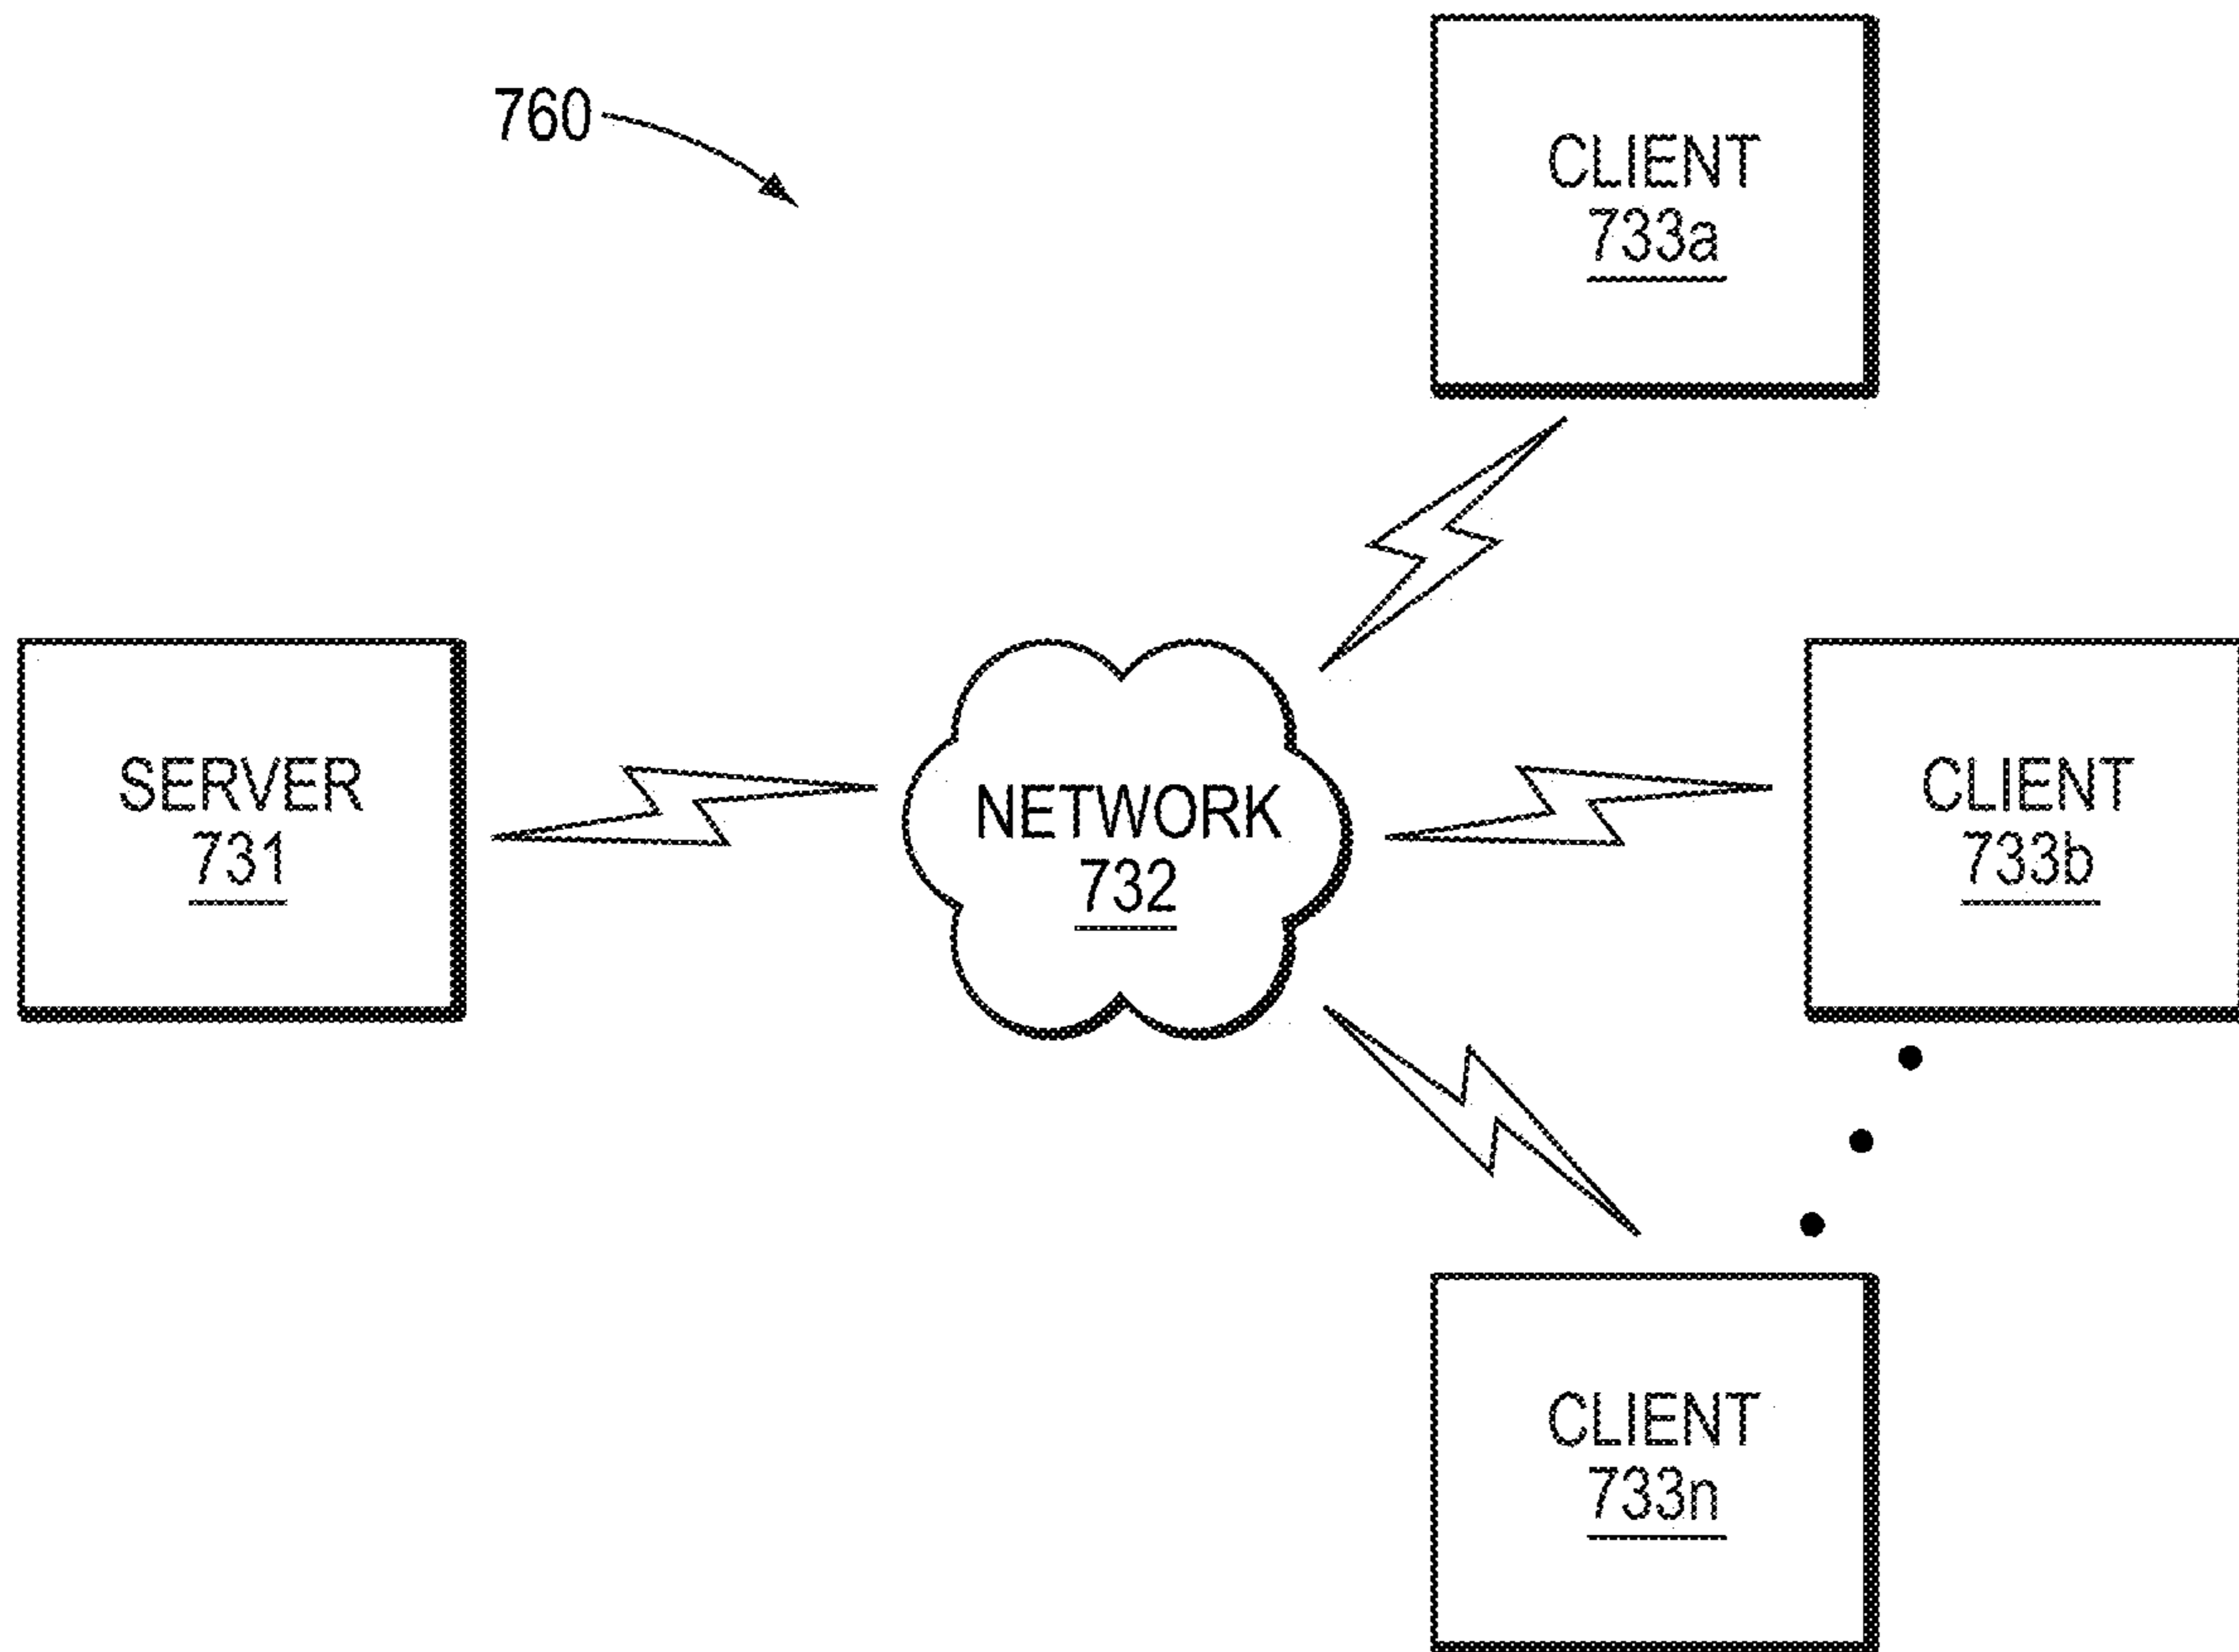 760
CLIENT
733a
SERVER
731
NETWORK
732
CLIENT
733b
CLIENT
733n